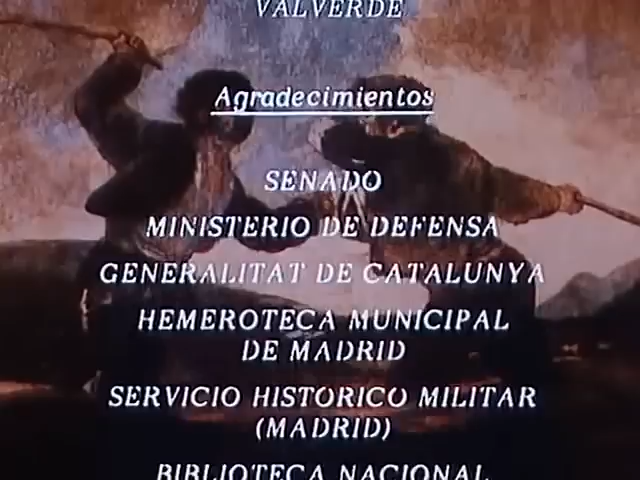 VALVERDE
Agradecimientos
SENADO
MINISTERIO DE DEFENSA
GENERALITAT DE CATALUNYA
HEMEROTECA MUNICIPAL
DE MADRID
SERVICIO HISTORICO MILITAR
(MADRID)
BIBLIOTECA NACIONAL